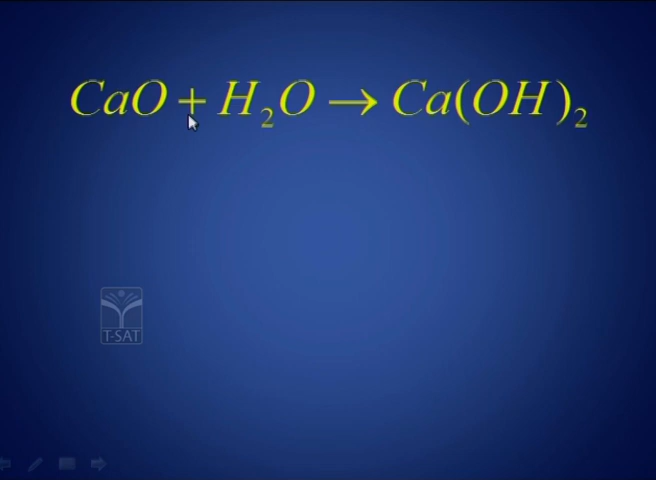 CaO + H₂O → Ca(OH)₂
T-SAT